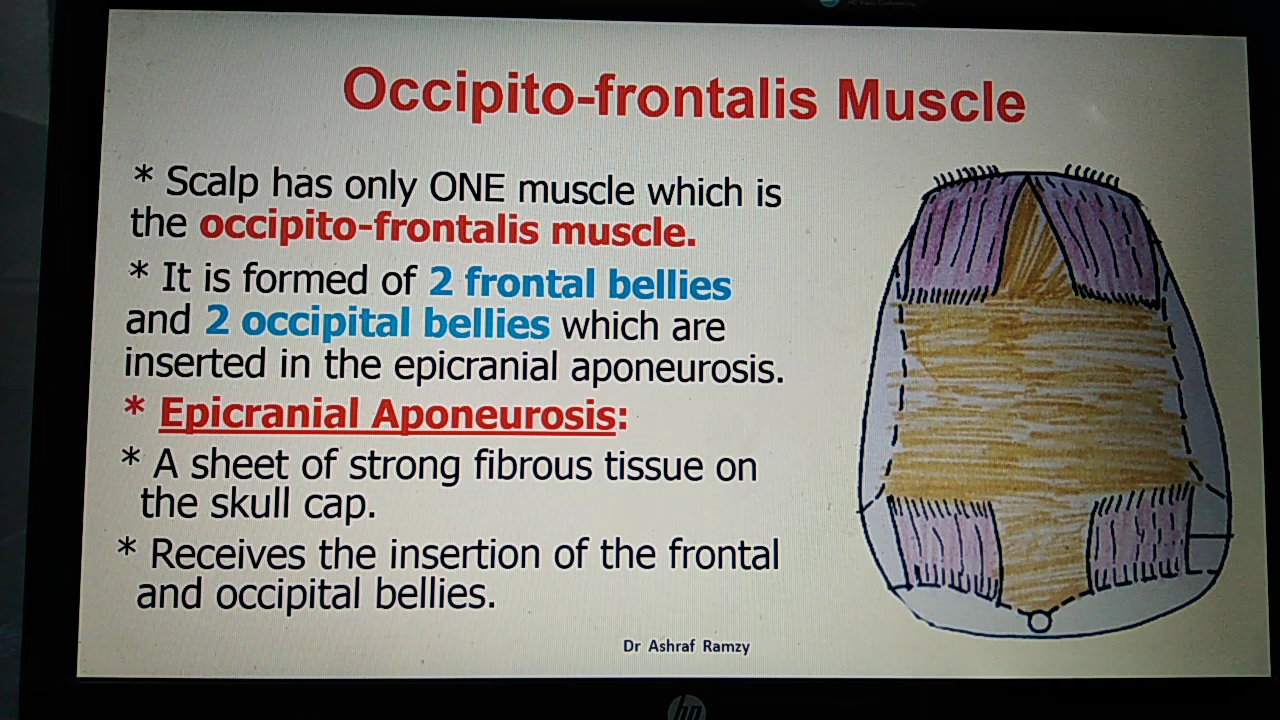 Occipito-frontalis Muscle
* Scalp has only ONE muscle which is
the occipito-frontalis muscle.
* It is formed of 2 frontal bellies
and 2 occipital bellies which are
inserted in the epicranial aponeurosis.
* Epicranial Aponeurosis:
* A sheet of strong fibrous tissue on
the skull cap.
* Receives the insertion of the frontal
and occipital bellies.
Dr Ashraf Ramzy
hp